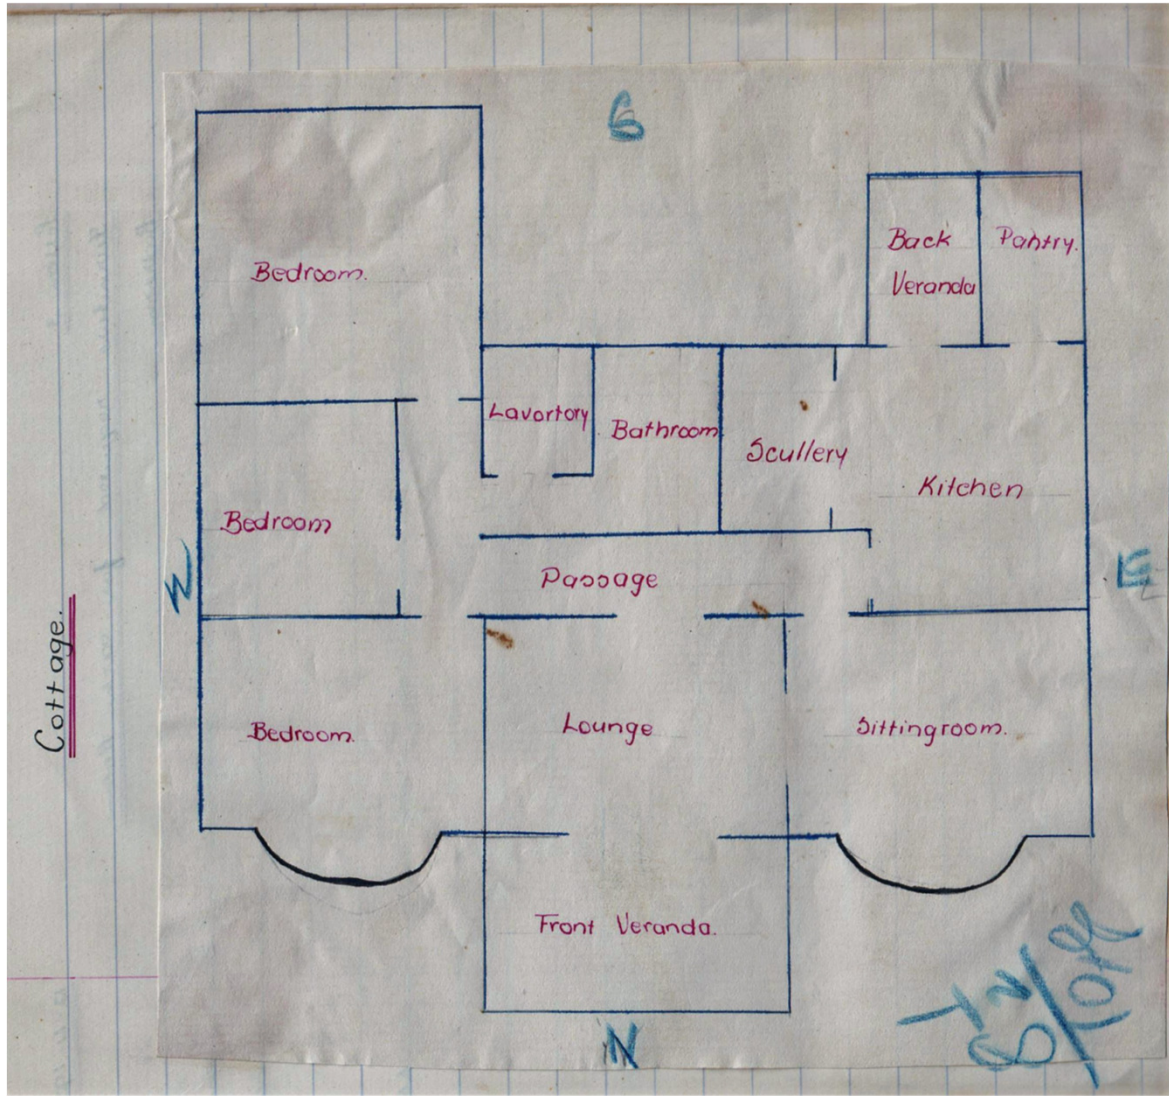 S
Back
Veranda
Pantry.
Bedroom.
Lavortory
Bathroom
Scullery
Kitchen
Bedroom
Passage
W
E
Cottage.
Bedroom.
Lounge
Sittingroom.
Front Veranda.
N